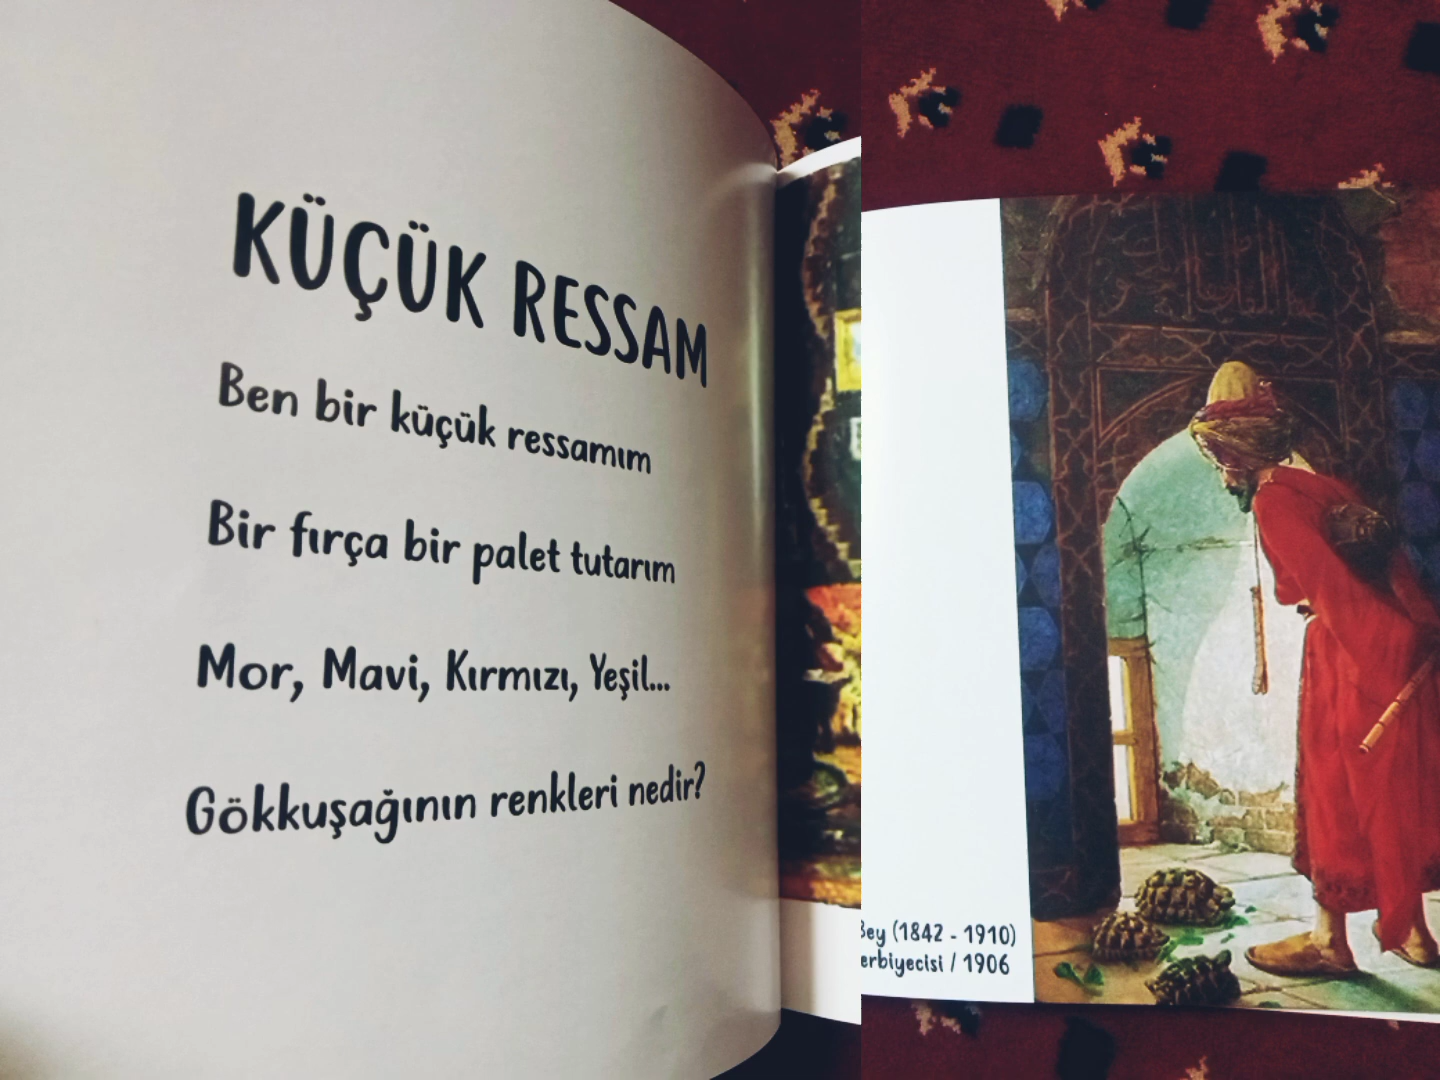 KÜÇÜK RESSAM
Ben bir küçük ressamım
Bir fırça bir palet tutarım
Mor, Mavi, Kırmızı, Yeşil...
Gökkuşağının renkleri nedir?
Bey (1842 - 1910)
erbiyecisi / 1906